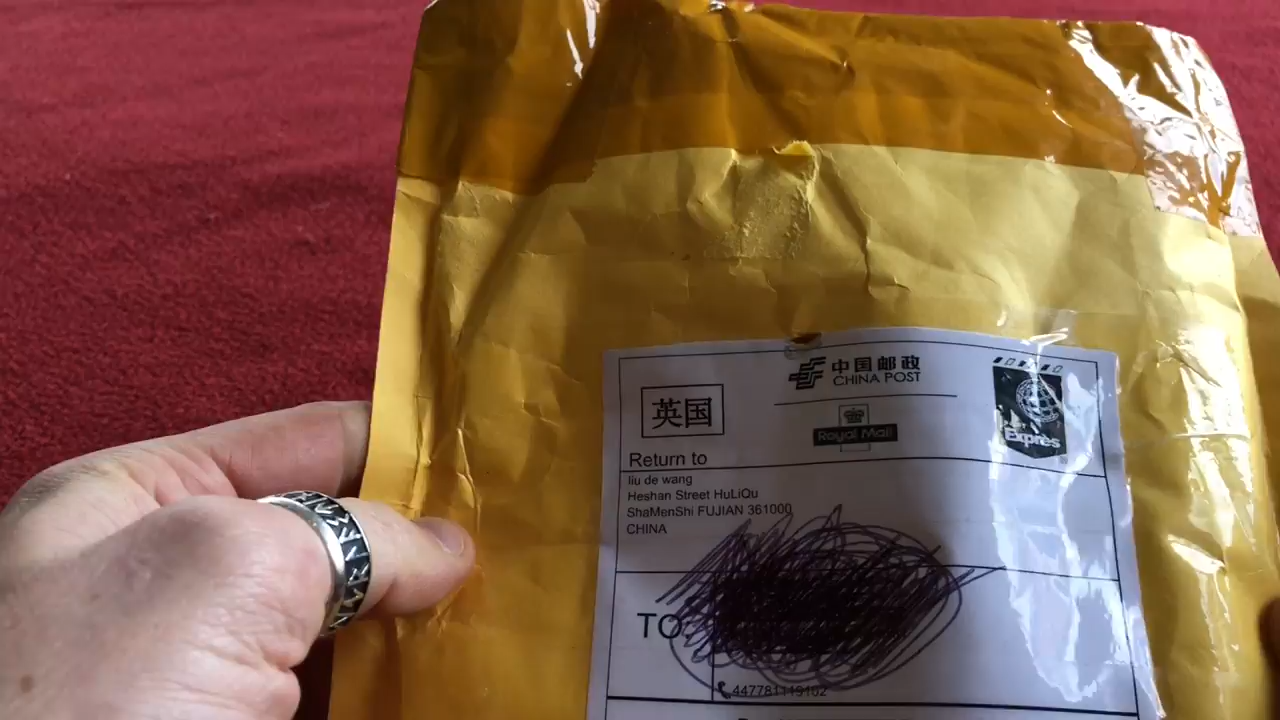 中国邮政
CHINA POST
英国
Royal Mail
Expres
Return to
liu de wang
Heshan Street HuLiQu
ShaMenShi FUJIAN 361000
CHINA
TO